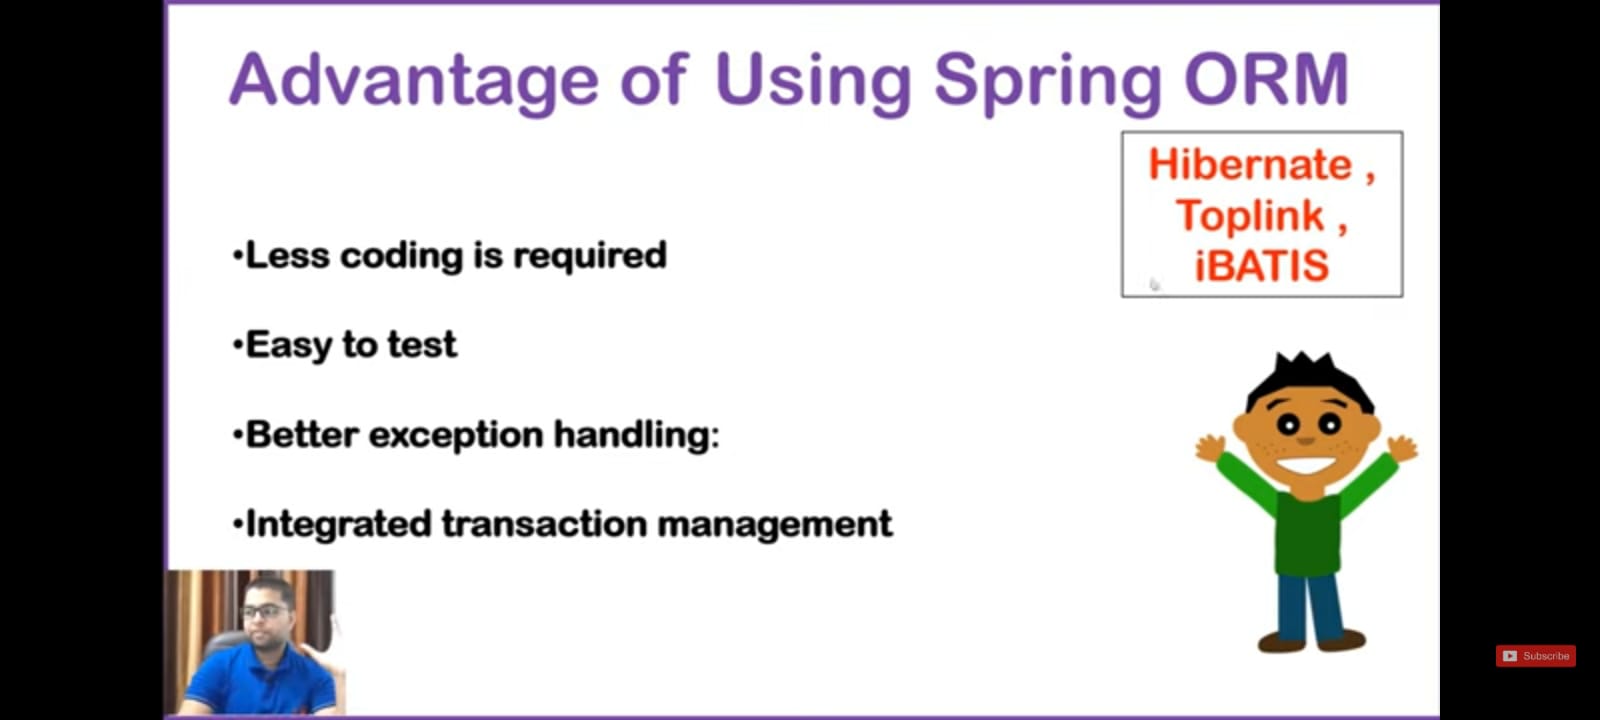 Advantage of Using Spring ORM
Hibernate ,
Toplink ,
iBATIS
•Less coding is required
•Easy to test
•Better exception handling:
•Integrated transaction management
Subscribe